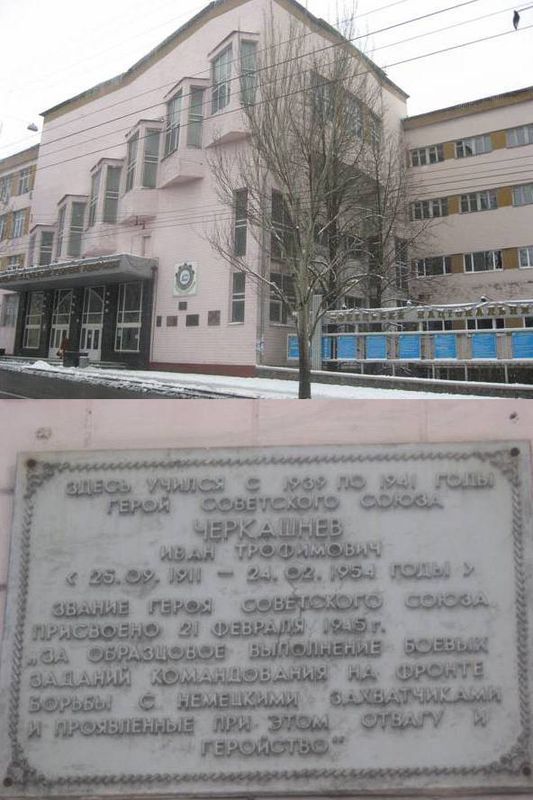 НАЦІОНАЛЬНИЙ
ЗДЕСЬ УЧИЛСЯ С 1939 ПО 1941 ГОДЫ
ГЕРОЙ СОВЕТСКОГО СОЮЗА
ЧЕРКАШНЕВ
ИВАН ТРОФИМОВИЧ
< 25.09.1911 — 24.02.1954 ГОДЫ >
ЗВАНИЕ ГЕРОЯ СОВЕТСКОГО СОЮЗА
ПРИСВОЕНО 21 ФЕВРАЛЯ 1945 г.
„ЗА ОБРАЗЦОВОЕ ВЫПОЛНЕНИЕ БОЕВЫХ
ЗАДАНИЙ КОМАНДОВАНИЯ НА ФРОНТЕ
БОРЬБЫ С НЕМЕЦКИМИ ЗАХВАТЧИКАМИ
И ПРОЯВЛЕННЫЕ ПРИ ЭТОМ ОТВАГУ И
ГЕРОЙСТВО"